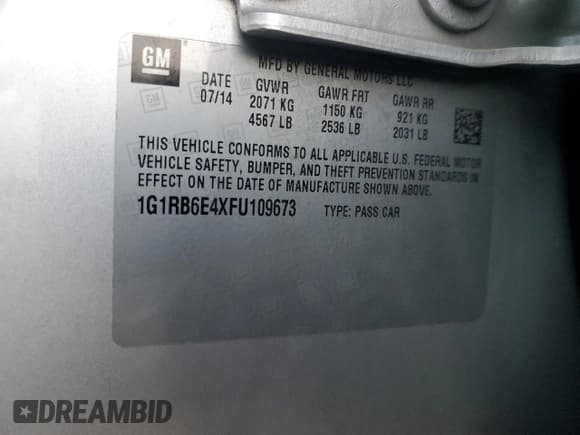 GM
MFD BY GENERAL MOTORS LLC
DATE GVWR GAWR FRT GAWR RR
07/14 2071 KG 1150 KG 921 KG
4567 LB 2536 LB 2031 LB
THIS VEHICLE CONFORMS TO ALL APPLICABLE U.S. FEDERAL MOTOR
VEHICLE SAFETY, BUMPER, AND THEFT PREVENTION STANDARDS IN
EFFECT ON THE DATE OF MANUFACTURE SHOWN ABOVE.
1G1RB6E4XFU109673 TYPE: PASS CAR
DREAMBID